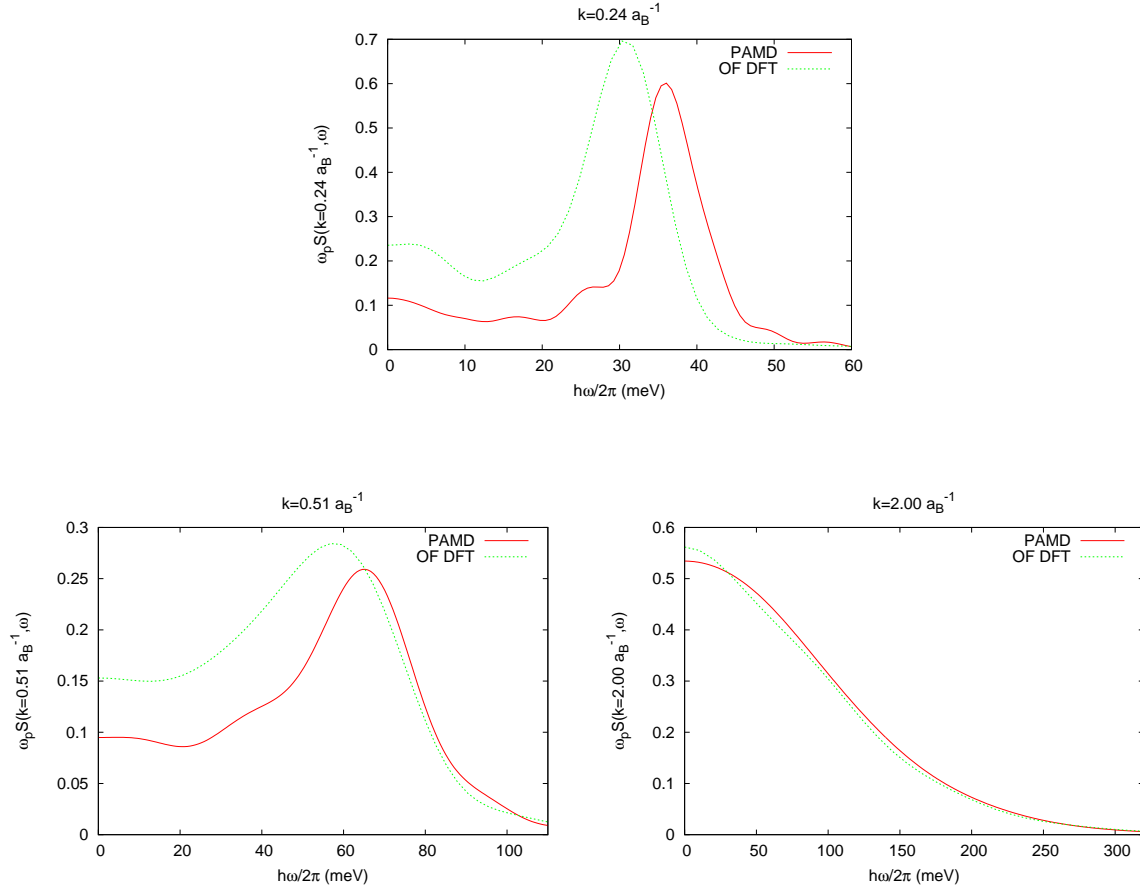 k=0.24 a_B^-1
0.7
0.6
0.5
0.4
0.3
0.2
0.1
0
ω_pS(k=0.24 a_B^-1,ω)
PAMD
OF DFT
0 10 20 30 40 50 60
hω/2π (meV)
k=0.51 a_B^-1
0.3
0.25
0.2
0.15
0.1
0.05
0
ω_pS(k=0.51 a_B^-1,ω)
PAMD
OF DFT
0 20 40 60 80 100
hω/2π (meV)
k=2.00 a_B^-1
0.6
0.5
0.4
0.3
0.2
0.1
0
ω_pS(k=2.00 a_B^-1,ω)
PAMD
OF DFT
0 50 100 150 200 250 300
hω/2π (meV)